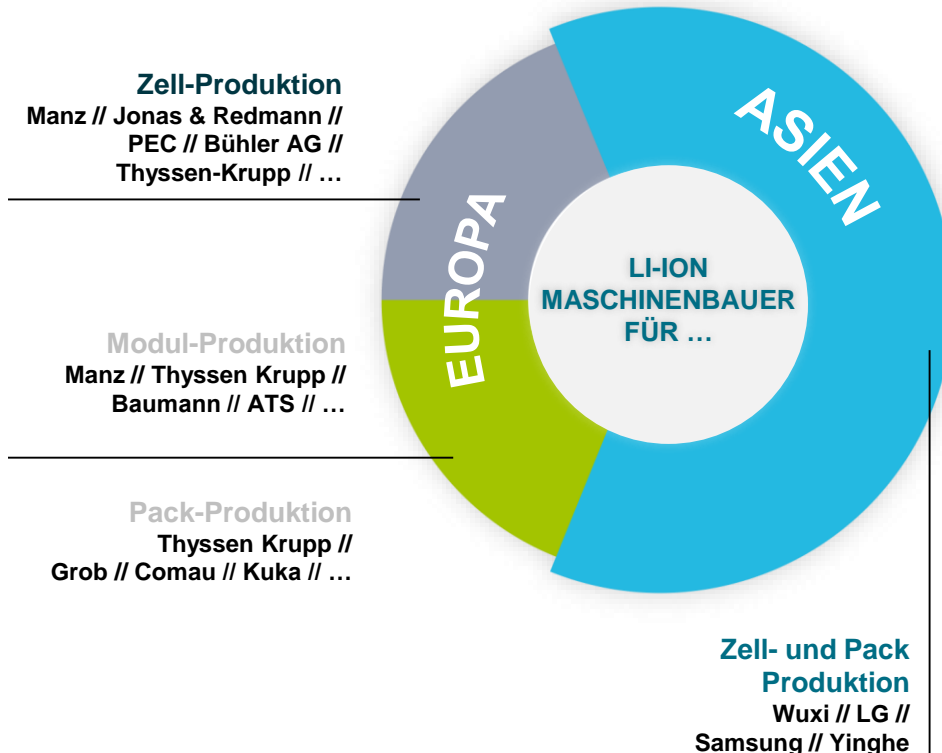 Zell-Produktion
Manz // Jonas & Redmann //
PEC // Bühler AG //
Thyssen-Krupp // …
ASIEN
EUROPA
LI-ION
MASCHINENBAUER
FÜR …
Modul-Produktion
Manz // Thyssen Krupp //
Baumann // ATS // …
Pack-Produktion
Thyssen Krupp //
Grob // Comau // Kuka // …
Zell- und Pack
Produktion
Wuxi // LG //
Samsung // Yinghe